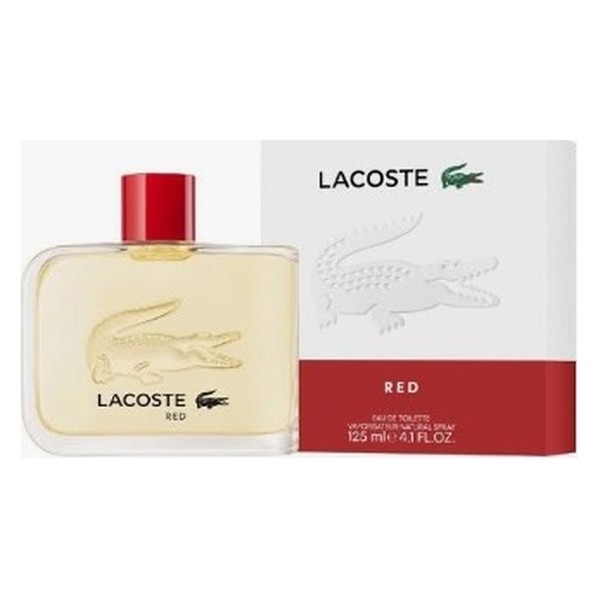 LACOSTE
RED
LACOSTE
RED
EAU DE TOILETTE
VAPORISATEUR NATURAL SPRAY
125 ml e 4.1 FL.OZ.